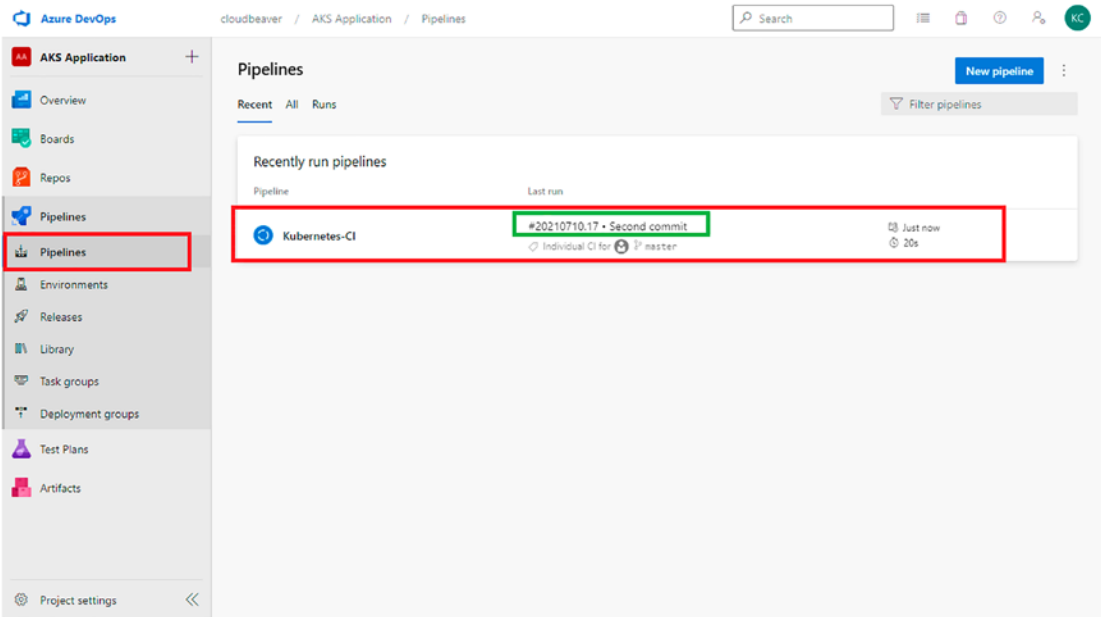 Azure DevOps
cloudbeaver / AKS Application / Pipelines
Search
KC
AA AKS Application +
Overview
Boards
Repos
Pipelines
Pipelines
Environments
Releases
Library
Task groups
Deployment groups
Test Plans
Artifacts
Project settings
Pipelines
New pipeline
Recent All Runs
Filter pipelines
Recently run pipelines
Pipeline Last run
Kubernetes-CI
#20210710.17 • Second commit
Individual CI for master
Just now
20s